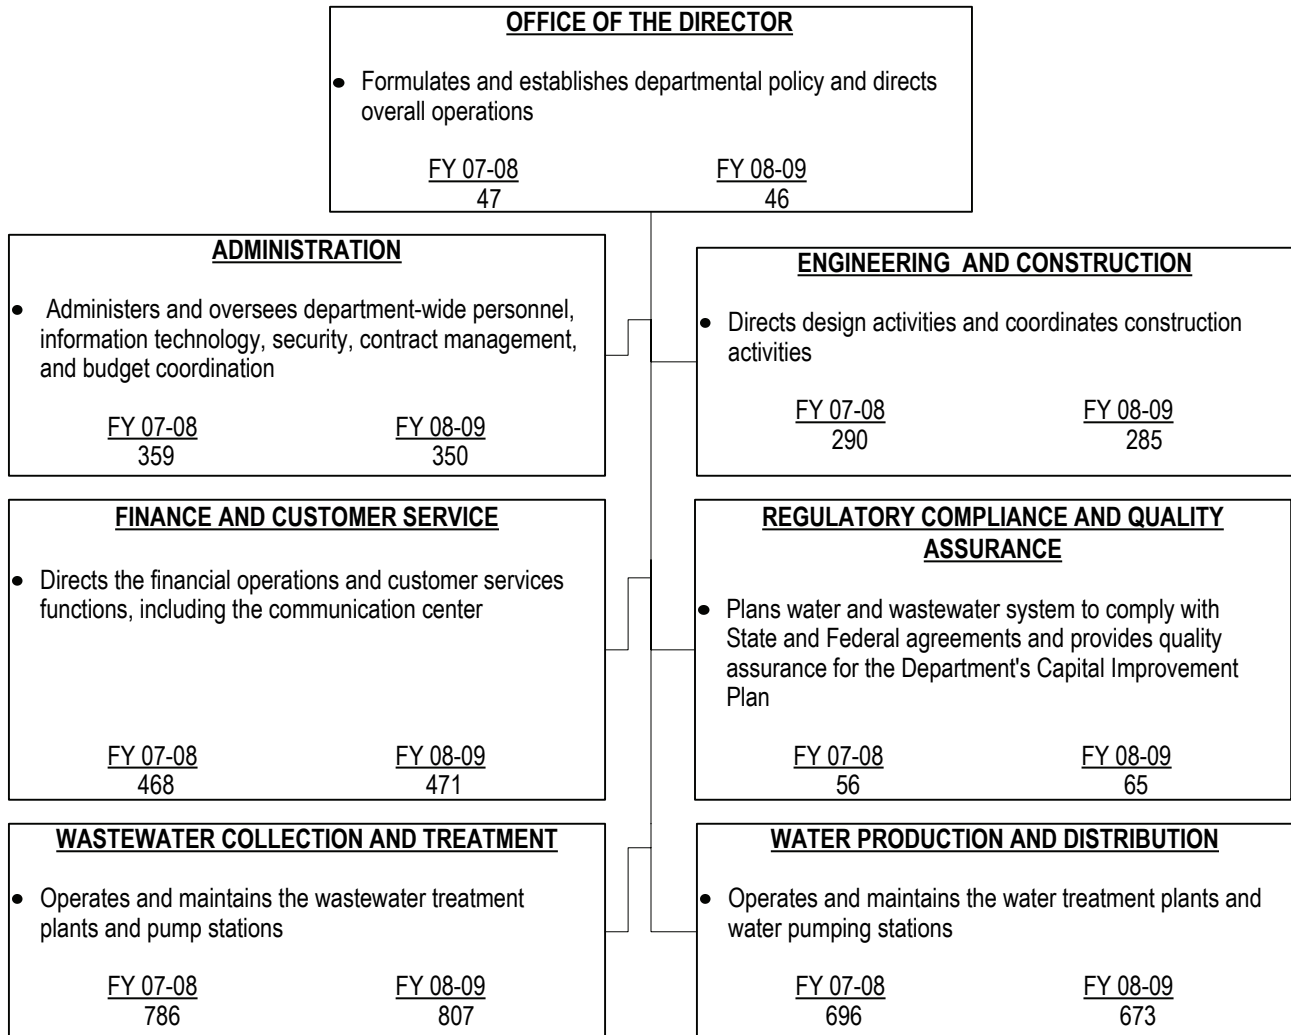 OFFICE OF THE DIRECTOR
• Formulates and establishes departmental policy and directs
overall operations
FY 07-08 FY 08-09
47 46
ADMINISTRATION
• Administers and oversees department-wide personnel,
information technology, security, contract management,
and budget coordination
FY 07-08 FY 08-09
359 350
ENGINEERING AND CONSTRUCTION
• Directs design activities and coordinates construction
activities
FY 07-08 FY 08-09
290 285
FINANCE AND CUSTOMER SERVICE
• Directs the financial operations and customer services
functions, including the communication center
FY 07-08 FY 08-09
468 471
REGULATORY COMPLIANCE AND QUALITY
ASSURANCE
• Plans water and wastewater system to comply with
State and Federal agreements and provides quality
assurance for the Department's Capital Improvement
Plan
FY 07-08 FY 08-09
56 65
WASTEWATER COLLECTION AND TREATMENT
• Operates and maintains the wastewater treatment
plants and pump stations
FY 07-08 FY 08-09
786 807
WATER PRODUCTION AND DISTRIBUTION
• Operates and maintains the water treatment plants and
water pumping stations
FY 07-08 FY 08-09
696 673